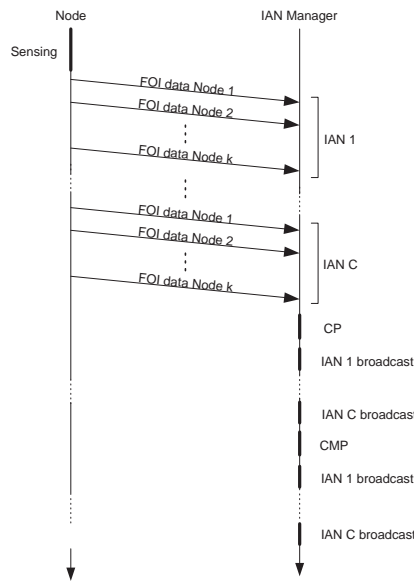 Node
IAN Manager
Sensing
FOI data Node 1
FOI data Node 2
IAN 1
FOI data Node k
FOI data Node 1
FOI data Node 2
IAN C
FOI data Node k
CP
IAN 1 broadcast
IAN C broadcast
CMP
IAN 1 broadcast
IAN C broadcast